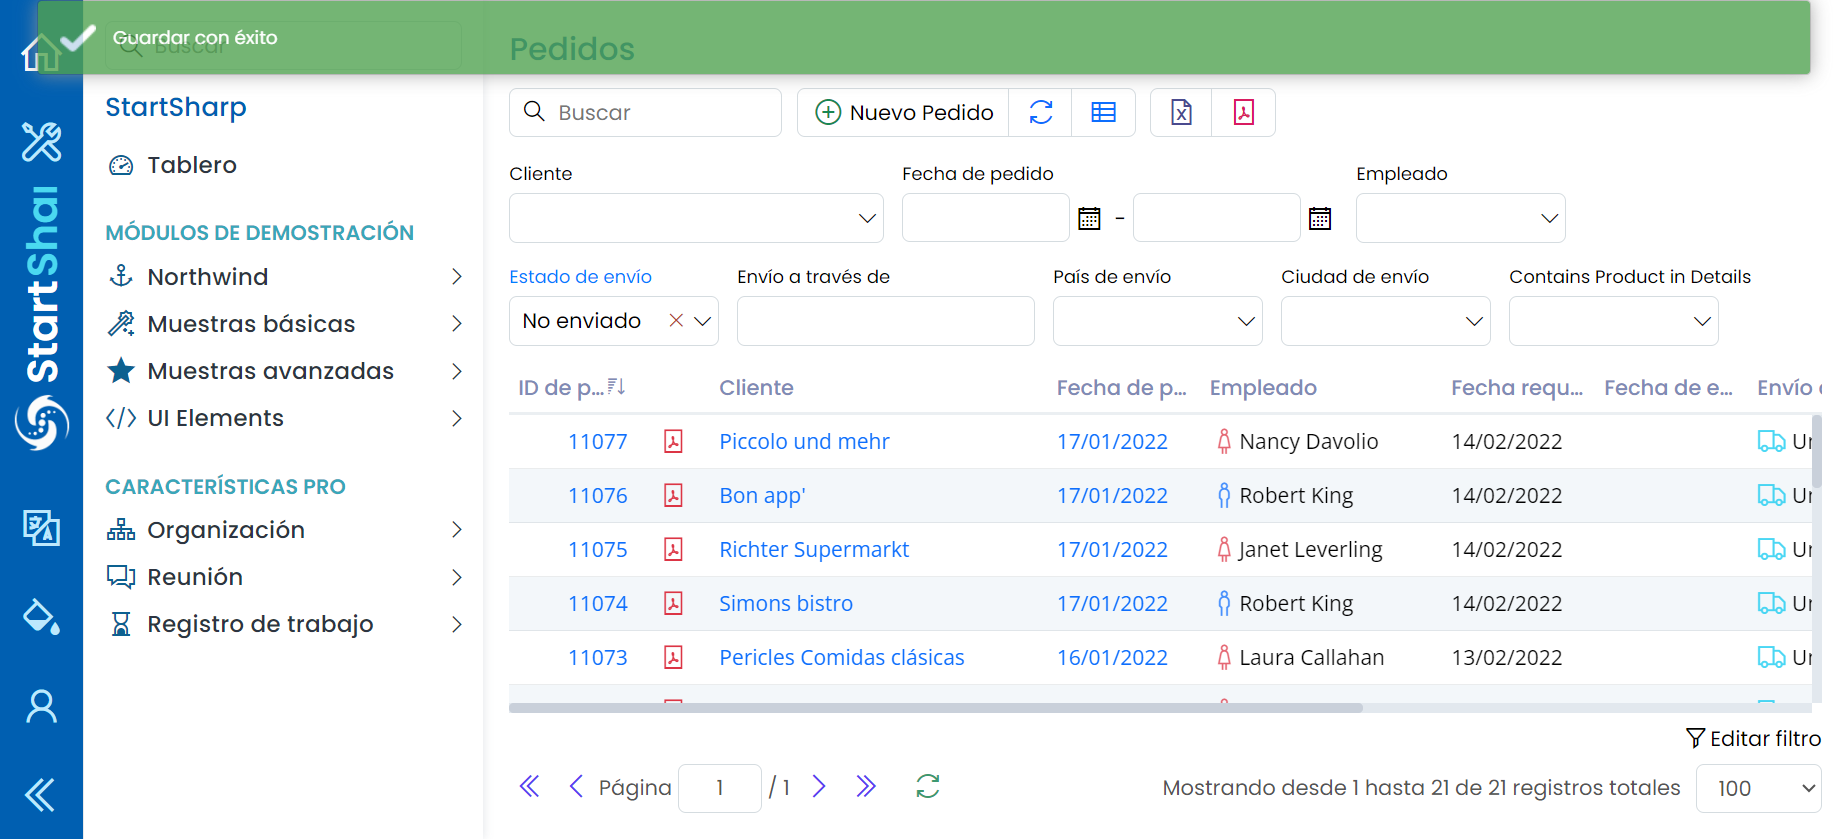 Guardar con éxito
Buscar
Pedidos
StartSharp
Tablero
MÓDULOS DE DEMOSTRACIÓN
Northwind
Muestras básicas
Muestras avanzadas
UI Elements
CARACTERÍSTICAS PRO
Organización
Reunión
Registro de trabajo
Buscar
Nuevo Pedido
Cliente
Fecha de pedido
-
Empleado
Estado de envío
Envío a través de
País de envío
Ciudad de envío
Contains Product in Details
No enviado
ID de p... Cliente Fecha de p... Empleado Fecha requ... Fecha de e... Envío
11077 Piccolo und mehr 17/01/2022 Nancy Davolio 14/02/2022
11076 Bon app' 17/01/2022 Robert King 14/02/2022
11075 Richter Supermarkt 17/01/2022 Janet Leverling 14/02/2022
11074 Simons bistro 17/01/2022 Robert King 14/02/2022
11073 Pericles Comidas clásicas 16/01/2022 Laura Callahan 13/02/2022
Editar filtro
Página 1 / 1
Mostrando desde 1 hasta 21 de 21 registros totales
100